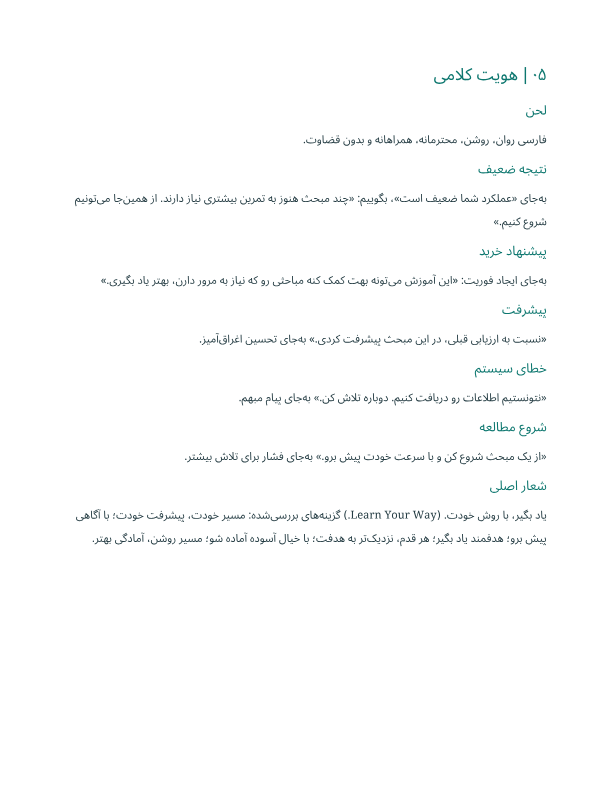 ۰۵ | هویت کلامی
لحن
فارسی روان، روشن، محترمانه، همراهانه و بدون قضاوت.
نتیجه ضعیف
به‌جای «عملکرد شما ضعیف است»، بگوییم: «چند مبحث هنوز به تمرین بیشتری نیاز دارند. از همین‌جا می‌تونیم
شروع کنیم.»
پیشنهاد خرید
به‌جای ایجاد فوریت: «این آموزش می‌تونه بهت کمک کنه مباحثی رو که نیاز به مرور دارن، بهتر یاد بگیری.»
پیشرفت
«نسبت به ارزیابی قبلی، در این مبحث پیشرفت کردی.» به‌جای تحسین اغراق‌آمیز.
خطای سیستم
«نتونستیم اطلاعات رو دریافت کنیم. دوباره تلاش کن.» به‌جای پیام مبهم.
شروع مطالعه
«از یک مبحث شروع کن و با سرعت خودت پیش برو.» به‌جای فشار برای تلاش بیشتر.
شعار اصلی
یاد بگیر، با روش خودت. (Learn Your Way.) گزینه‌های بررسی‌شده: مسیر خودت، پیشرفت خودت؛ با آگاهی
پیش برو؛ هدفمند یاد بگیر؛ هر قدم، نزدیک‌تر به هدفت؛ با خیال آسوده آماده شو؛ مسیر روشن، آمادگی بهتر.